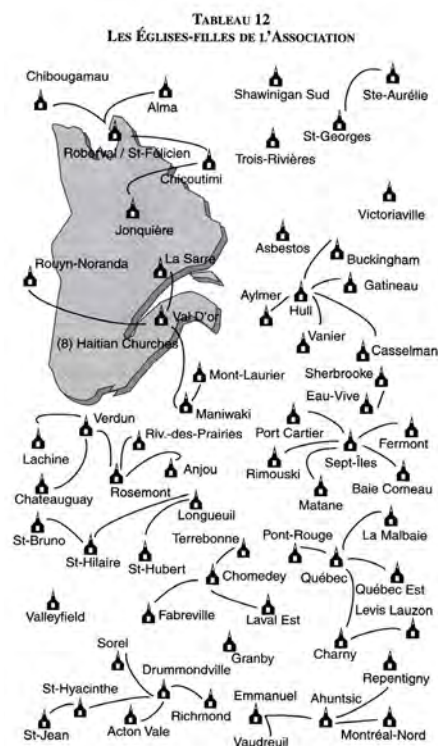 TABLEAU 12
LES ÉGLISES-FILLES DE L'ASSOCIATION
Chibougamau
Alma
Shawinigan Sud
Ste-Aurélie
Roberval / St-Félicien
St-Georges
Trois-Rivières
Chicoutimi
Jonquière
Victoriaville
Asbestos
Buckingham
Rouyn-Noranda
La Sarre
Gatineau
Aylmer
Hull
Val D'or
Vanier
(8) Haitian Churches
Casselman
Mont-Laurier
Sherbrooke
Eau-Vive
Maniwaki
Verdun
Riv.-des-Prairies
Port Cartier
Fermont
Lachine
Anjou
Rimouski
Sept-Îles
Chateauguay
Rosemont
Baie Corneau
Matane
Longueuil
St-Bruno
Terrebonne
Pont-Rouge
La Malbaie
St-Hilaire
St-Hubert
Chomedey
Québec
Québec Est
Valleyfield
Fabreville
Laval Est
Levis Lauzon
Granby
Charny
Sorel
Repentigny
Drummondville
St-Hyacinthe
Emmanuel
Ahuntsic
St-Jean
Acton Vale
Richmond
Vaudreuil
Montréal-Nord